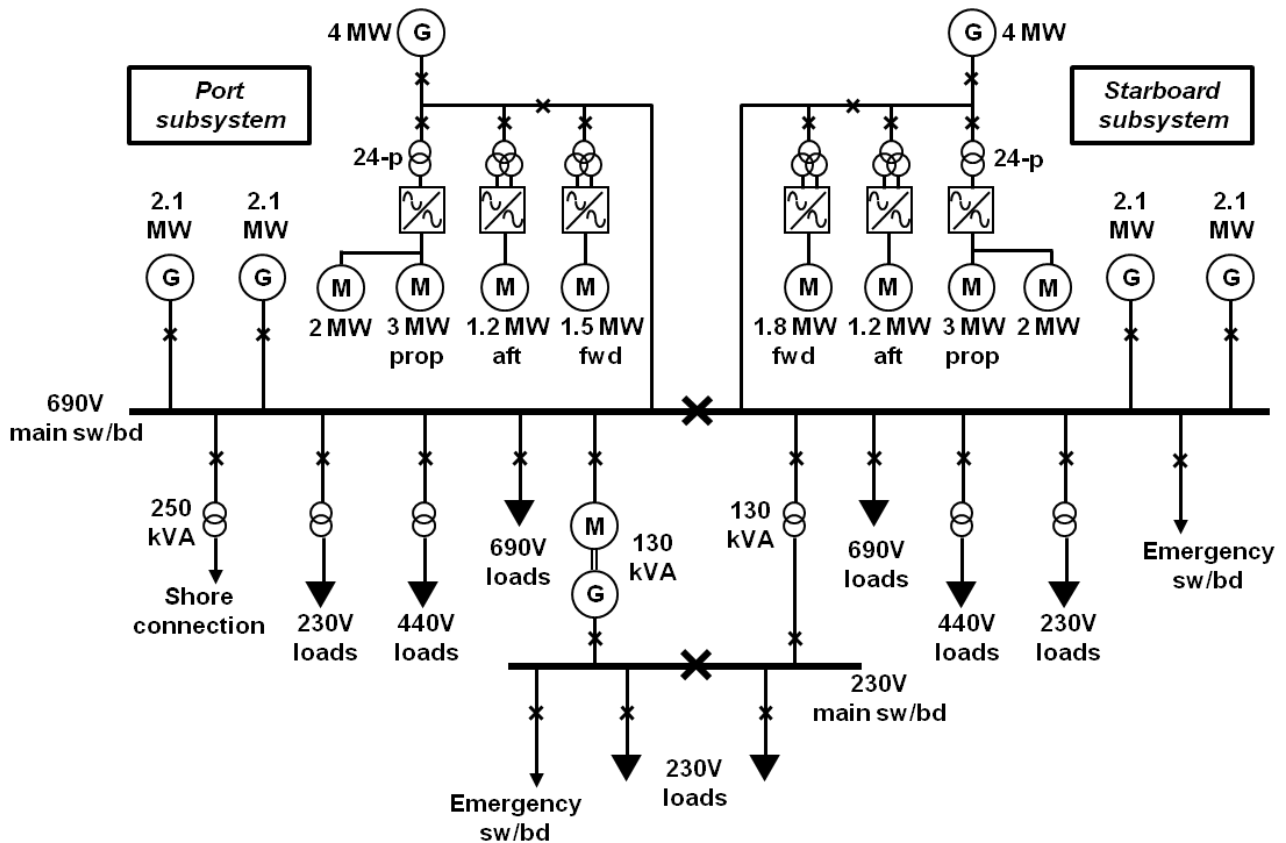 4 MW
G
G
4 MW
Port
subsystem
Starboard
subsystem
24-p
24-p
2.1
MW
2.1
MW
2.1
MW
2.1
MW
G
G
M
M
M
M
M
M
M
M
G
G
2 MW
3 MW
prop
1.2 MW
aft
1.5 MW
fwd
1.8 MW
fwd
1.2 MW
aft
3 MW
prop
2 MW
690V
main sw/bd
250
kVA
M
130
kVA
G
130
kVA
690V
loads
690V
loads
Shore
connection
230V
loads
440V
loads
440V
loads
230V
loads
Emergency
sw/bd
230V
main sw/bd
Emergency
sw/bd
230V
loads